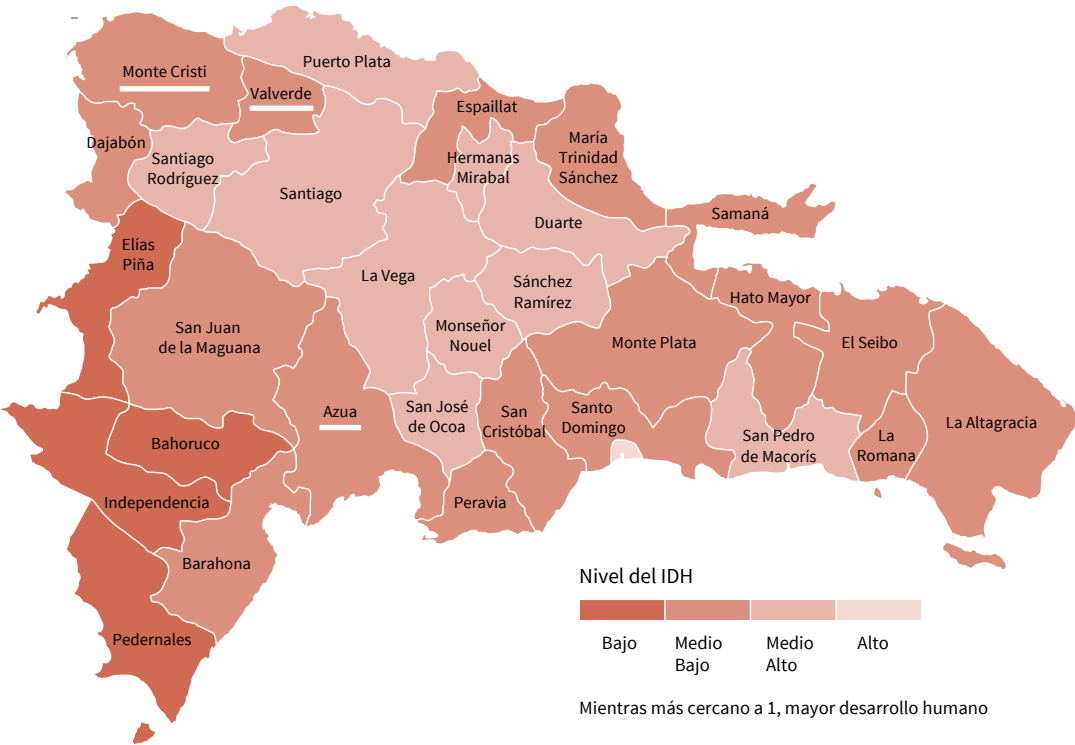 Puerto Plata
Monte Cristi
Valverde
Espaillat
Dajabón
María
Trinidad
Sánchez
Santiago
Rodríguez
Hermanas
Mirabal
Santiago
Samaná
Duarte
Elías
Piña
La Vega
Sánchez
Ramírez
Hato Mayor
San Juan
de la Maguana
Monseñor
Nouel
Monte Plata
El Seibo
Azua
San José
de Ocoa
San
Cristóbal
Santo
Domingo
La Altagracia
Bahoruco
San Pedro
de Macorís
La
Romana
Independencia
Peravia
Barahona
Pedernales
Nivel del IDH
Bajo
Medio
Bajo
Medio
Alto
Alto
Mientras más cercano a 1, mayor desarrollo humano